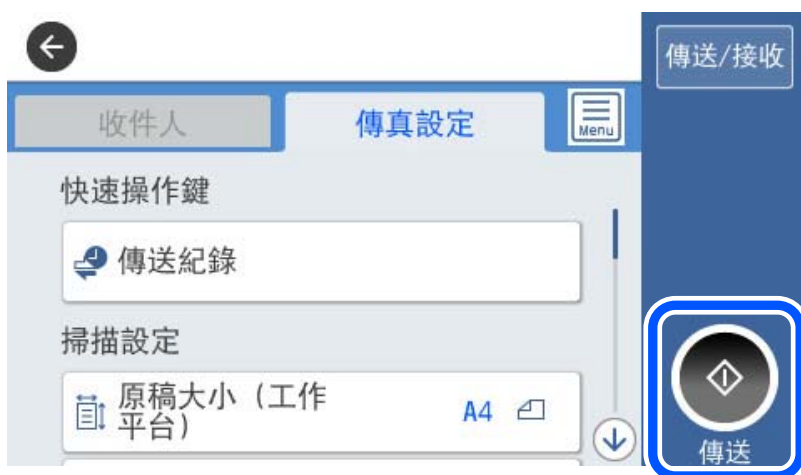 傳送/接收
收件人
傳真設定
Menu
快速操作鍵
傳送紀錄
掃描設定
原稿大小（工作
平台）
A4
傳送